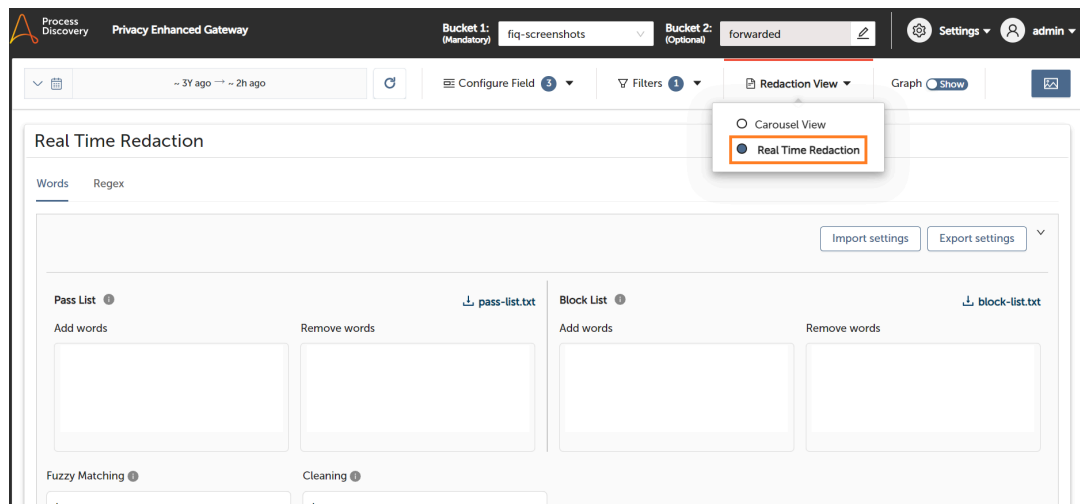 Process
Discovery
Privacy Enhanced Gateway
Bucket 1:
(Mandatory)
fiq-screenshots
Bucket 2:
(Optional)
forwarded
Settings
admin
~ 3Y ago → ~ 2h ago
Configure Field 3
Filters 1
Redaction View
Graph Show
Carousel View
Real Time Redaction
Real Time Redaction
Words Regex
Import settings Export settings
Pass List
pass-list.txt
Block List
block-list.txt
Add words
Remove words
Add words
Remove words
Fuzzy Matching
Cleaning